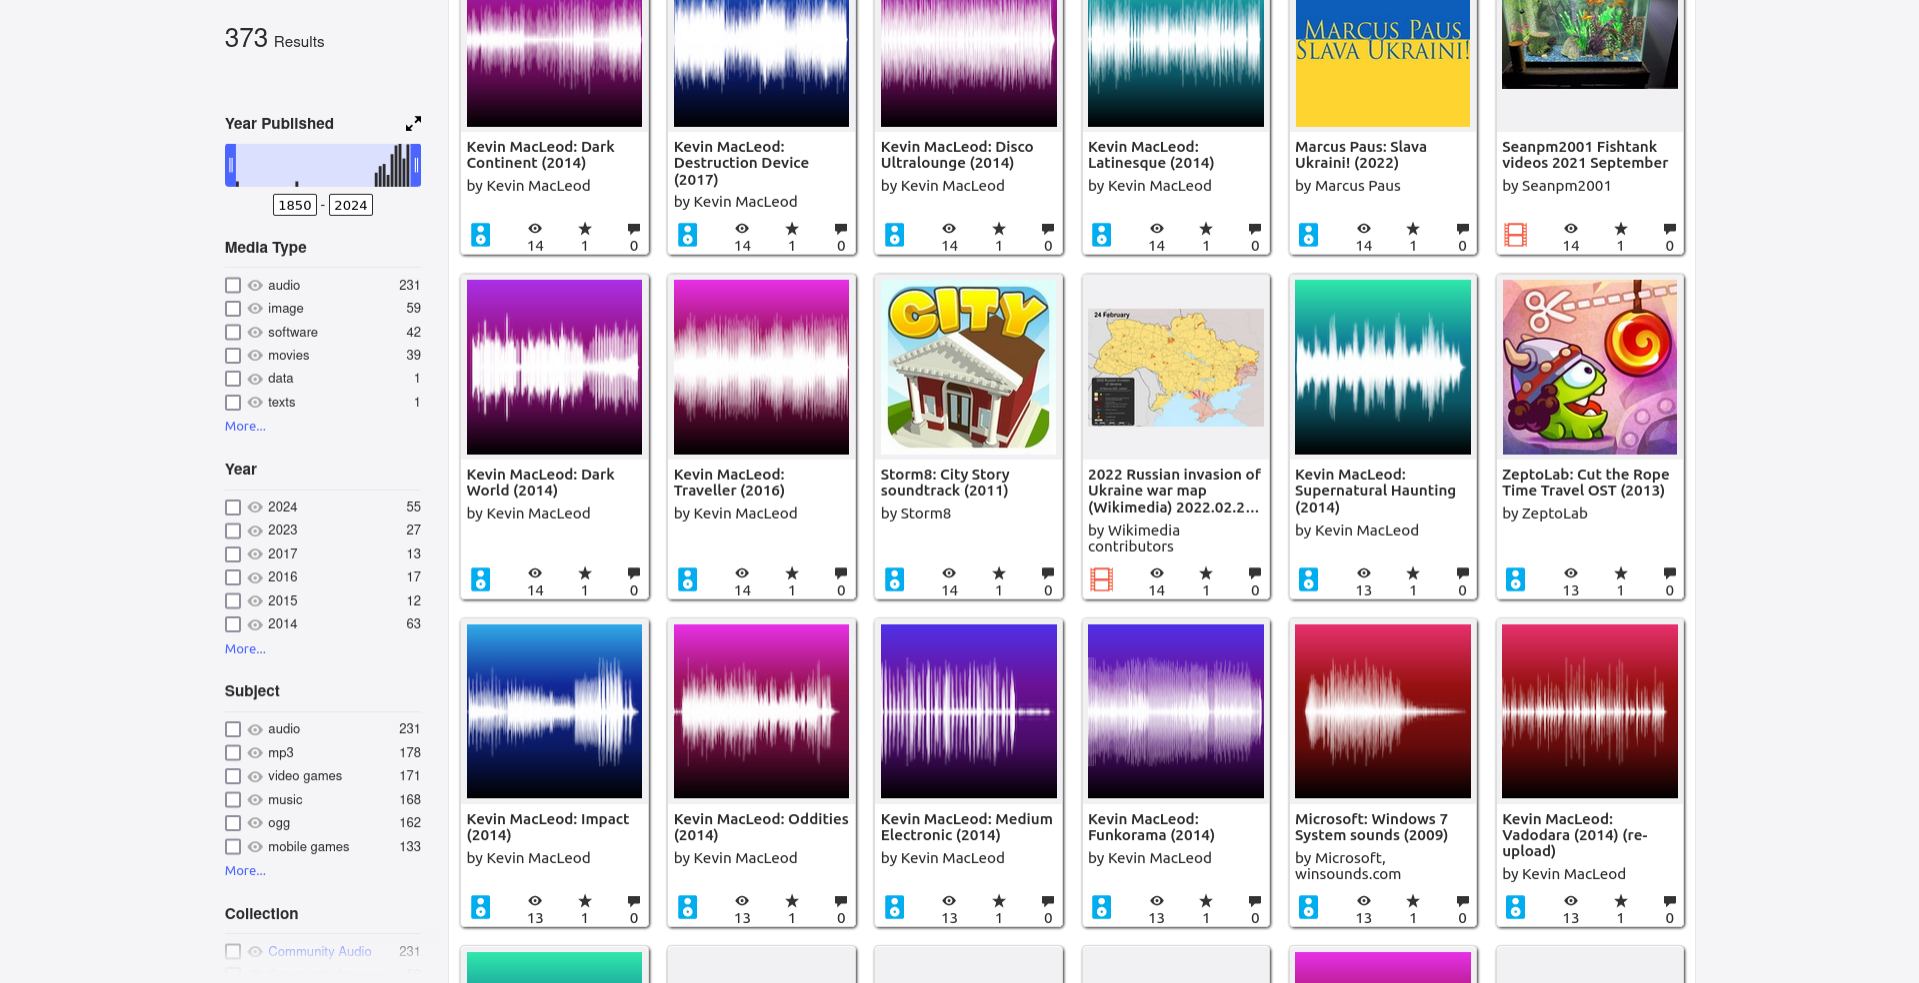 373 Results
Year Published
1850 - 2024
Media Type
audio 231
image 59
software 42
movies 39
data 1
texts 1
More...
Year
2024 55
2023 27
2017 13
2016 17
2015 12
2014 63
More...
Subject
audio 231
mp3 178
video games 171
music 168
ogg 162
mobile games 133
More...
Collection
Community Audio 231
Kevin MacLeod: Dark
Continent (2014)
by Kevin MacLeod
14 1 0
Kevin MacLeod:
Destruction Device
(2017)
by Kevin MacLeod
14 1 0
Kevin MacLeod: Disco
Ultralounge (2014)
by Kevin MacLeod
14 1 0
Kevin MacLeod:
Latinesque (2014)
by Kevin MacLeod
14 1 0
MARCUS PAUS
SLAVA UKRAINI!
Marcus Paus: Slava
Ukraini! (2022)
by Marcus Paus
14 1 0
Seanpm2001 Fishtank
videos 2021 September
by Seanpm2001
14 1 0
Kevin MacLeod: Dark
World (2014)
by Kevin MacLeod
14 1 0
Kevin MacLeod:
Traveller (2016)
by Kevin MacLeod
14 1 0
CITY
Storm8: City Story
soundtrack (2011)
by Storm8
14 1 0
24 February
2022 Russian invasion of
Ukraine war map
(Wikimedia) 2022.02.2...
by Wikimedia
contributors
14 1 0
Kevin MacLeod:
Supernatural Haunting
(2014)
by Kevin MacLeod
13 1 0
ZeptoLab: Cut the Rope
Time Travel OST (2013)
by ZeptoLab
13 1 0
Kevin MacLeod: Impact
(2014)
by Kevin MacLeod
13 1 0
Kevin MacLeod: Oddities
(2014)
by Kevin MacLeod
13 1 0
Kevin MacLeod: Medium
Electronic (2014)
by Kevin MacLeod
13 1 0
Kevin MacLeod:
Funkorama (2014)
by Kevin MacLeod
13 1 0
Microsoft: Windows 7
System sounds (2009)
by Microsoft,
winsounds.com
13 1 0
Kevin MacLeod:
Vadodara (2014) (re-
upload)
by Kevin MacLeod
13 1 0